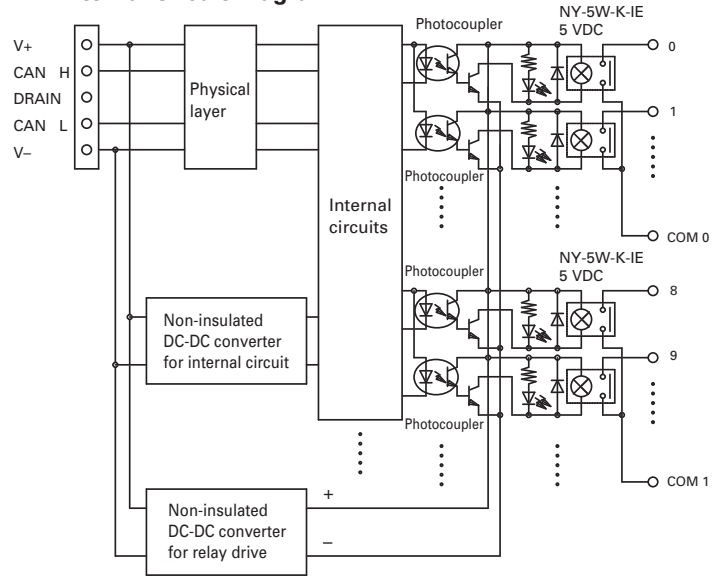 NY-5W-K-IE
5 VDC
Photocoupler
V+
CAN H
DRAIN
CAN L
V–
Physical
layer
0
1
Photocoupler
Internal
circuits
COM 0
NY-5W-K-IE
5 VDC
Photocoupler
8
9
Non-insulated
DC-DC converter
for internal circuit
Photocoupler
COM 1
+
–
Non-insulated
DC-DC converter
for relay drive